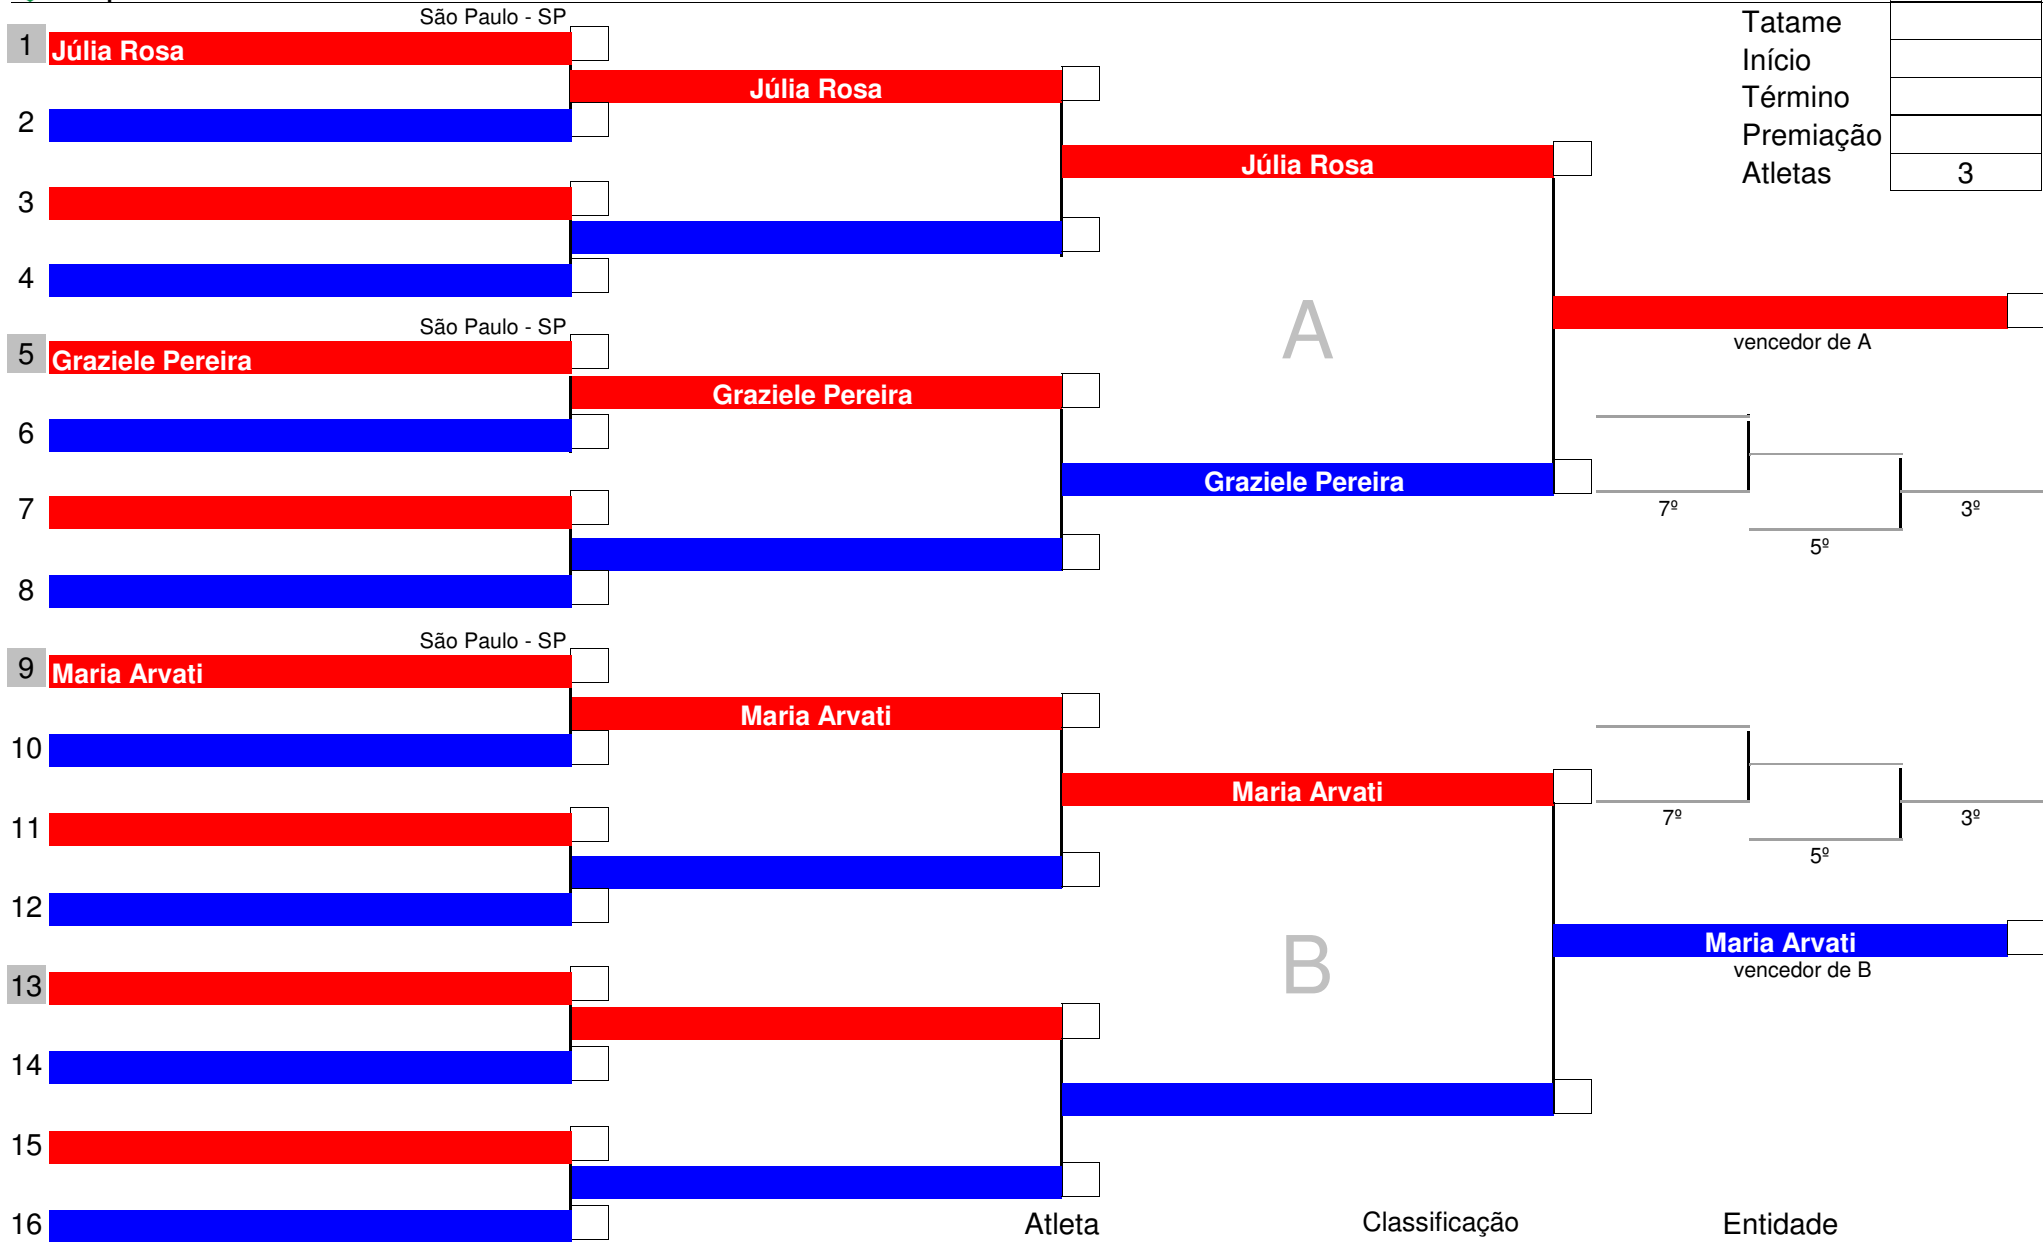 São Paulo - SP
Tatame
1 Júlia Rosa
Início
Júlia Rosa
Término
2
Premiação
Júlia Rosa
Atletas 3
3
4
A
São Paulo - SP
vencedor de A
5 Graziele Pereira
Graziele Pereira
6
Graziele Pereira
7
7º 3º
5º
8
São Paulo - SP
9 Maria Arvati
Maria Arvati
10
Maria Arvati
7º 3º
11
5º
12
Maria Arvati
B
vencedor de B
13
14
15
16
Atleta Classificação Entidade